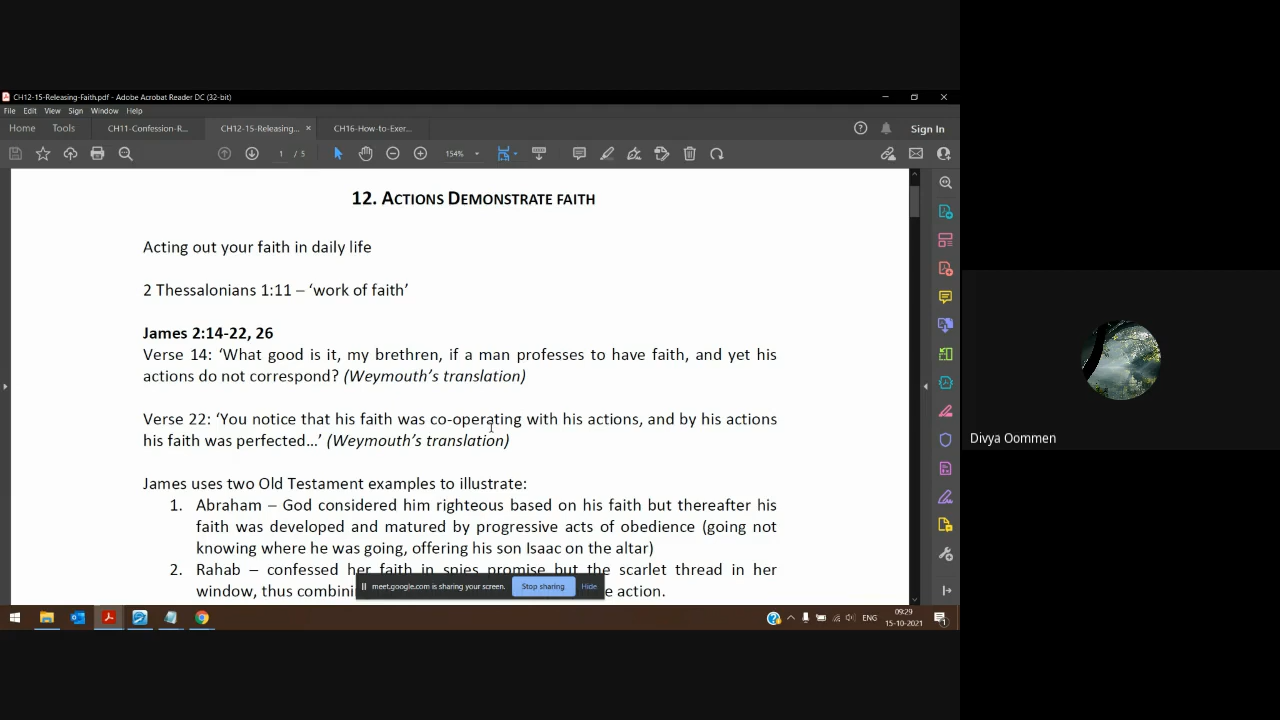 CH12-15-Releasing-Faith.pdf - Adobe Acrobat Reader DC (32-bit)
File Edit View Sign Window Help
Home Tools CH11-Confession-R... CH12-15-Releasing... × CH16-How-to-Exer... Sign In
1 / 5 154%
12. ACTIONS DEMONSTRATE FAITH
Acting out your faith in daily life
2 Thessalonians 1:11 – ‘work of faith’
James 2:14-22, 26
Verse 14: ‘What good is it, my brethren, if a man professes to have faith, and yet his
actions do not correspond? (Weymouth’s translation)
Verse 22: ‘You notice that his faith was co-operating with his actions, and by his actions
his faith was perfected…’ (Weymouth’s translation)
James uses two Old Testament examples to illustrate:
1. Abraham – God considered him righteous based on his faith but thereafter his
faith was developed and matured by progressive acts of obedience (going not
knowing where he was going, offering his son Isaac on the altar)
2. Rahab – confessed her faith in spies promise but the scarlet thread in her
window, thus combini
e action.
meet.google.com is sharing your screen. Stop sharing Hide
ENG
09:29
15-10-2021
Divya Oommen